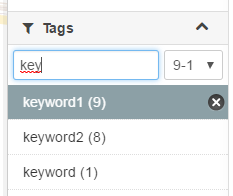 Tags
key 9-1
keyword1 (9)
keyword2 (8)
keyword (1)